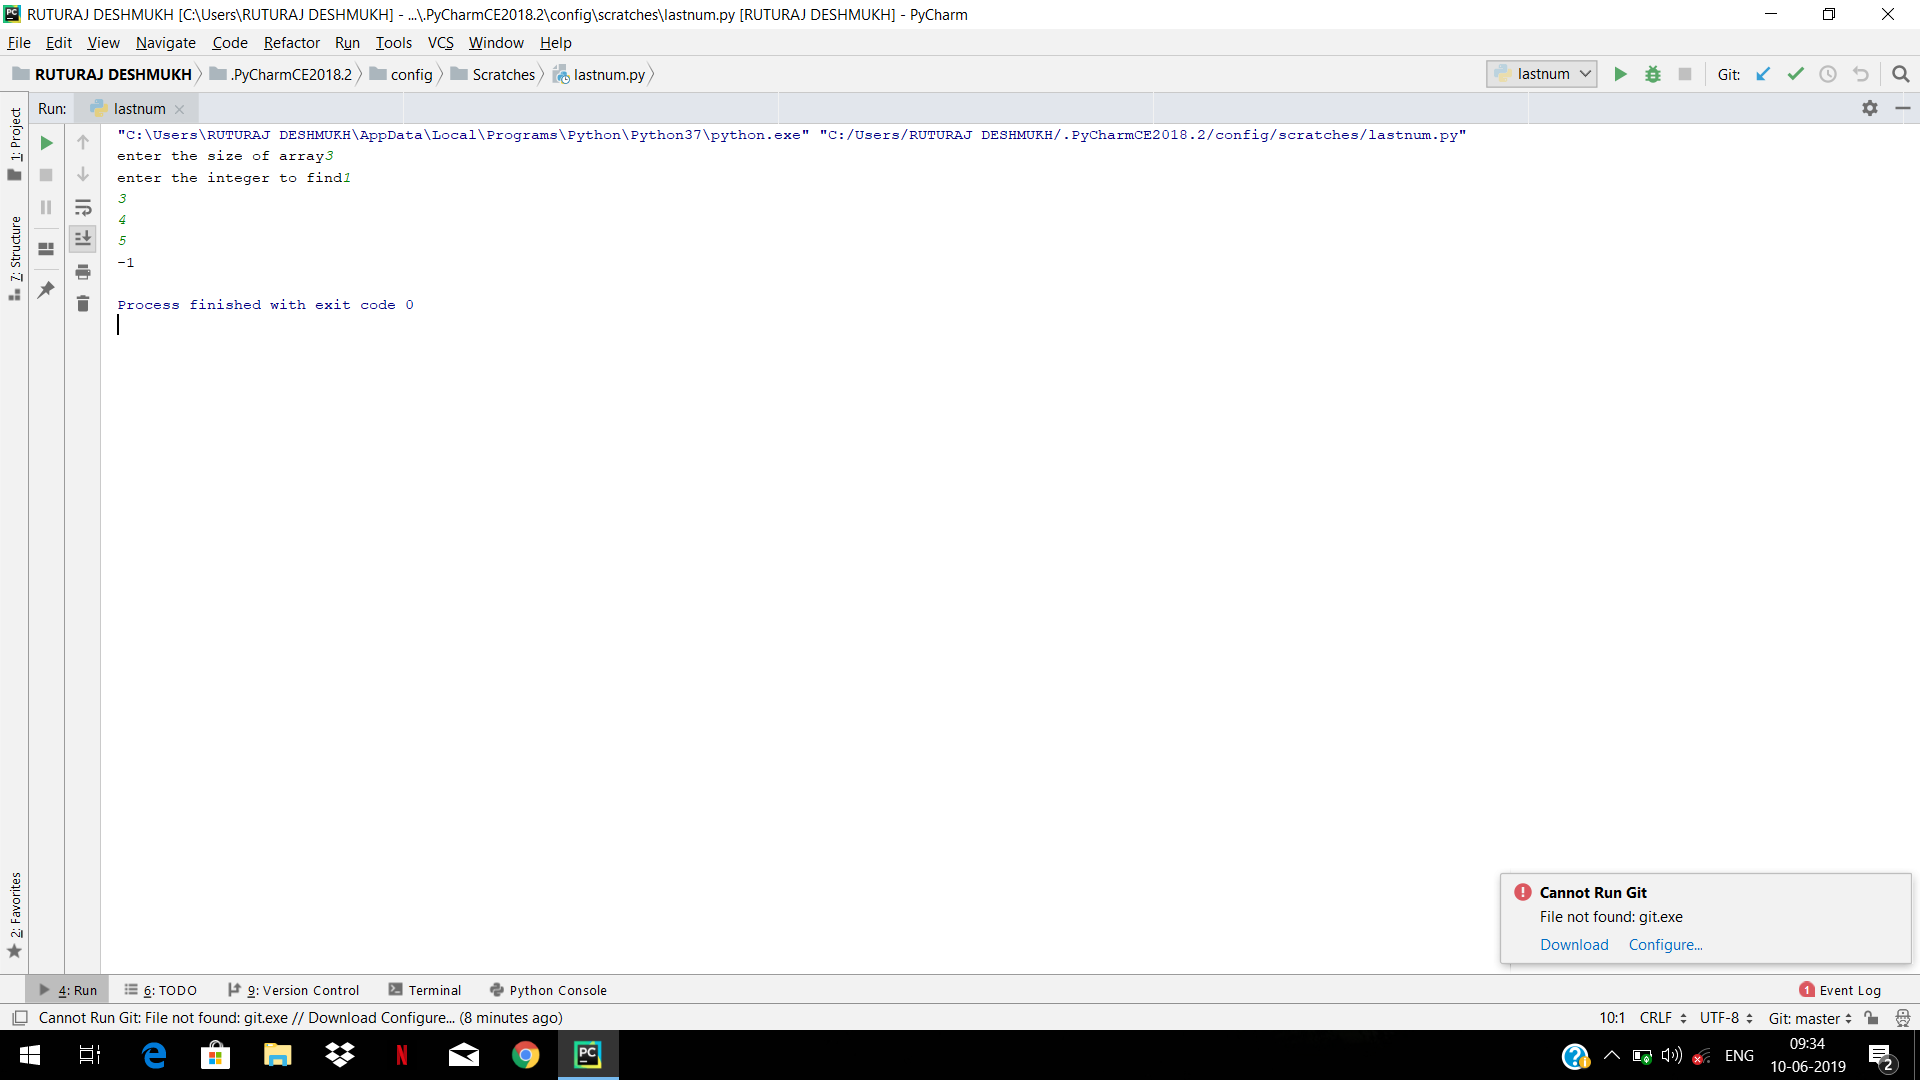 RUTURAJ DESHMUKH [C:\Users\RUTURAJ DESHMUKH] - ...\.PyCharmCE2018.2\config\scratches\lastnum.py [RUTURAJ DESHMUKH] - PyCharm
File Edit View Navigate Code Refactor Run Tools VCS Window Help
RUTURAJ DESHMUKH .PyCharmCE2018.2 config Scratches lastnum.py lastnum Git:
Run: lastnum
1: Project
7: Structure
2: Favorites
"C:\Users\RUTURAJ DESHMUKH\AppData\Local\Programs\Python\Python37\python.exe" "C:/Users/RUTURAJ DESHMUKH/.PyCharmCE2018.2/config/scratches/lastnum.py"
enter the size of array3
enter the integer to find1
3
4
5
-1
Process finished with exit code 0
Cannot Run Git
File not found: git.exe
Download Configure...
4: Run 6: TODO 9: Version Control Terminal Python Console 1 Event Log
Cannot Run Git: File not found: git.exe // Download Configure... (8 minutes ago) 10:1 CRLF UTF-8 Git: master
PC ENG 09:34
10-06-2019 2